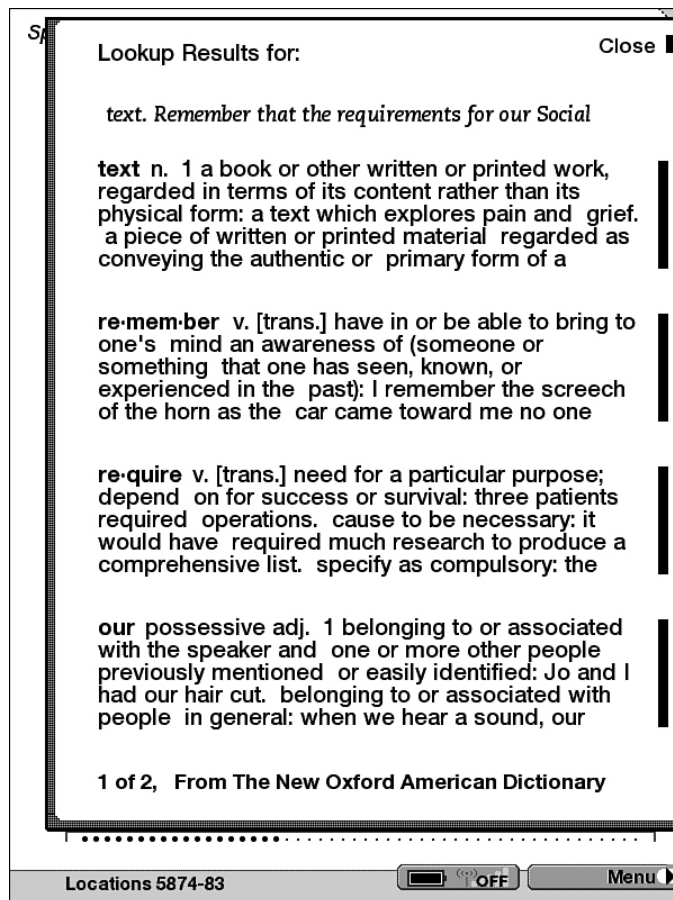 Sp
Close
Lookup Results for:
text. Remember that the requirements for our Social
text n. 1 a book or other written or printed work,
regarded in terms of its content rather than its
physical form: a text which explores pain and grief.
a piece of written or printed material regarded as
conveying the authentic or primary form of a
re·mem·ber v. [trans.] have in or be able to bring to
one's mind an awareness of (someone or
something that one has seen, known, or
experienced in the past): I remember the screech
of the horn as the car came toward me no one
re·quire v. [trans.] need for a particular purpose;
depend on for success or survival: three patients
required operations. cause to be necessary: it
would have required much research to produce a
comprehensive list. specify as compulsory: the
our possessive adj. 1 belonging to or associated
with the speaker and one or more other people
previously mentioned or easily identified: Jo and I
had our hair cut. belonging to or associated with
people in general: when we hear a sound, our
1 of 2, From The New Oxford American Dictionary
Locations 5874-83
OFF
Menu